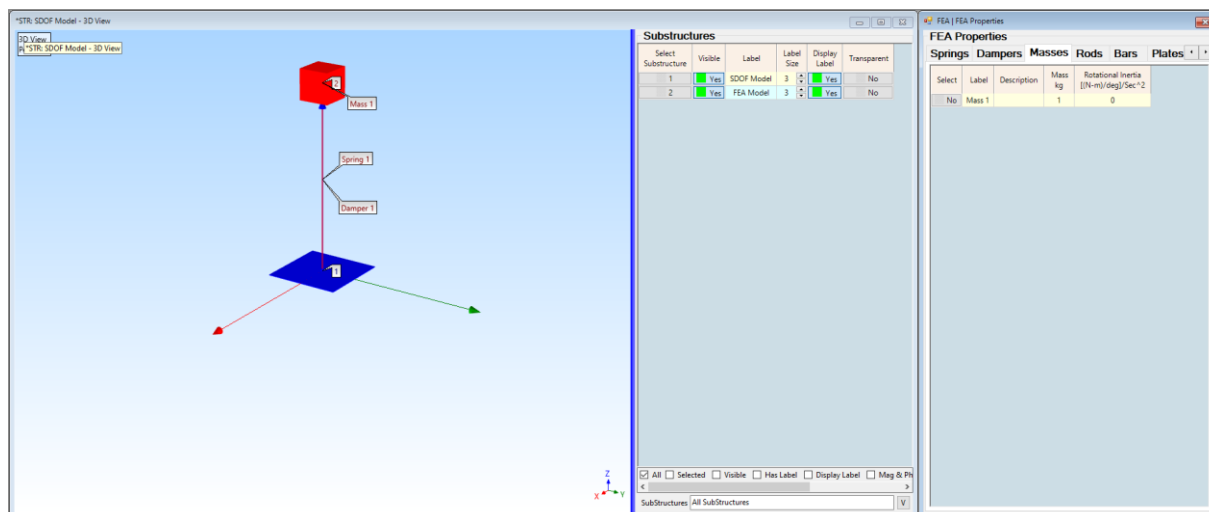 *STR: SDOF Model - 3D View
3D View
*STR: SDOF Model - 3D View
2
Mass 1
Spring 1
Damper 1
1
Z
X
Y
Substructures
Select Substructure Visible Label Label Size Display Label Transparent
1 Yes SDOF Model 3 Yes No
2 Yes FEA Model 3 Yes No
All Selected Visible Has Label Display Label Mag & Ph
SubStructures All SubStructures V
FEA | FEA Properties
FEA Properties
Springs Dampers Masses Rods Bars Plates
Select Label Description Mass kg Rotational Inertia [(N-m)/deg]/Sec^2
No Mass 1 1 0